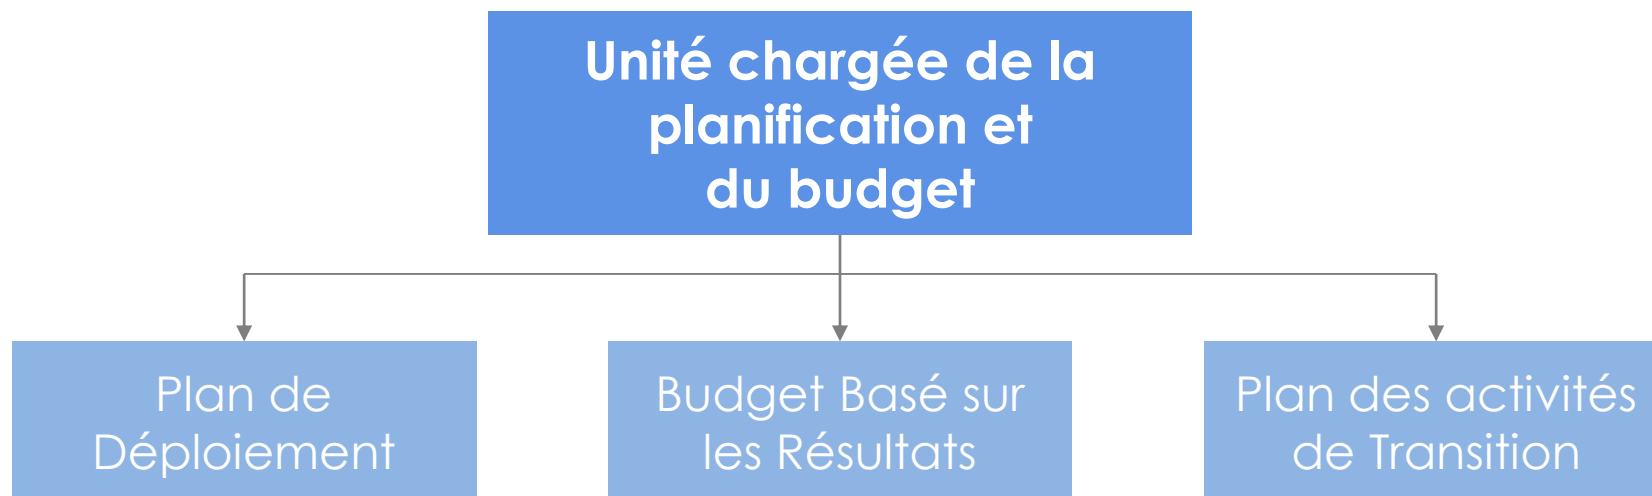 Unité chargée de la
planification et
du budget
Plan de
Déploiement
Budget Basé sur
les Résultats
Plan des activités
de Transition